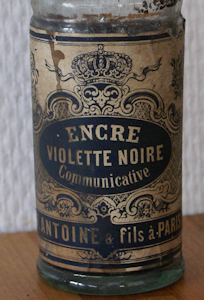 ENCRE
VIOLETTE NOIRE
Communicative
ANTOINE & fils à PARIS